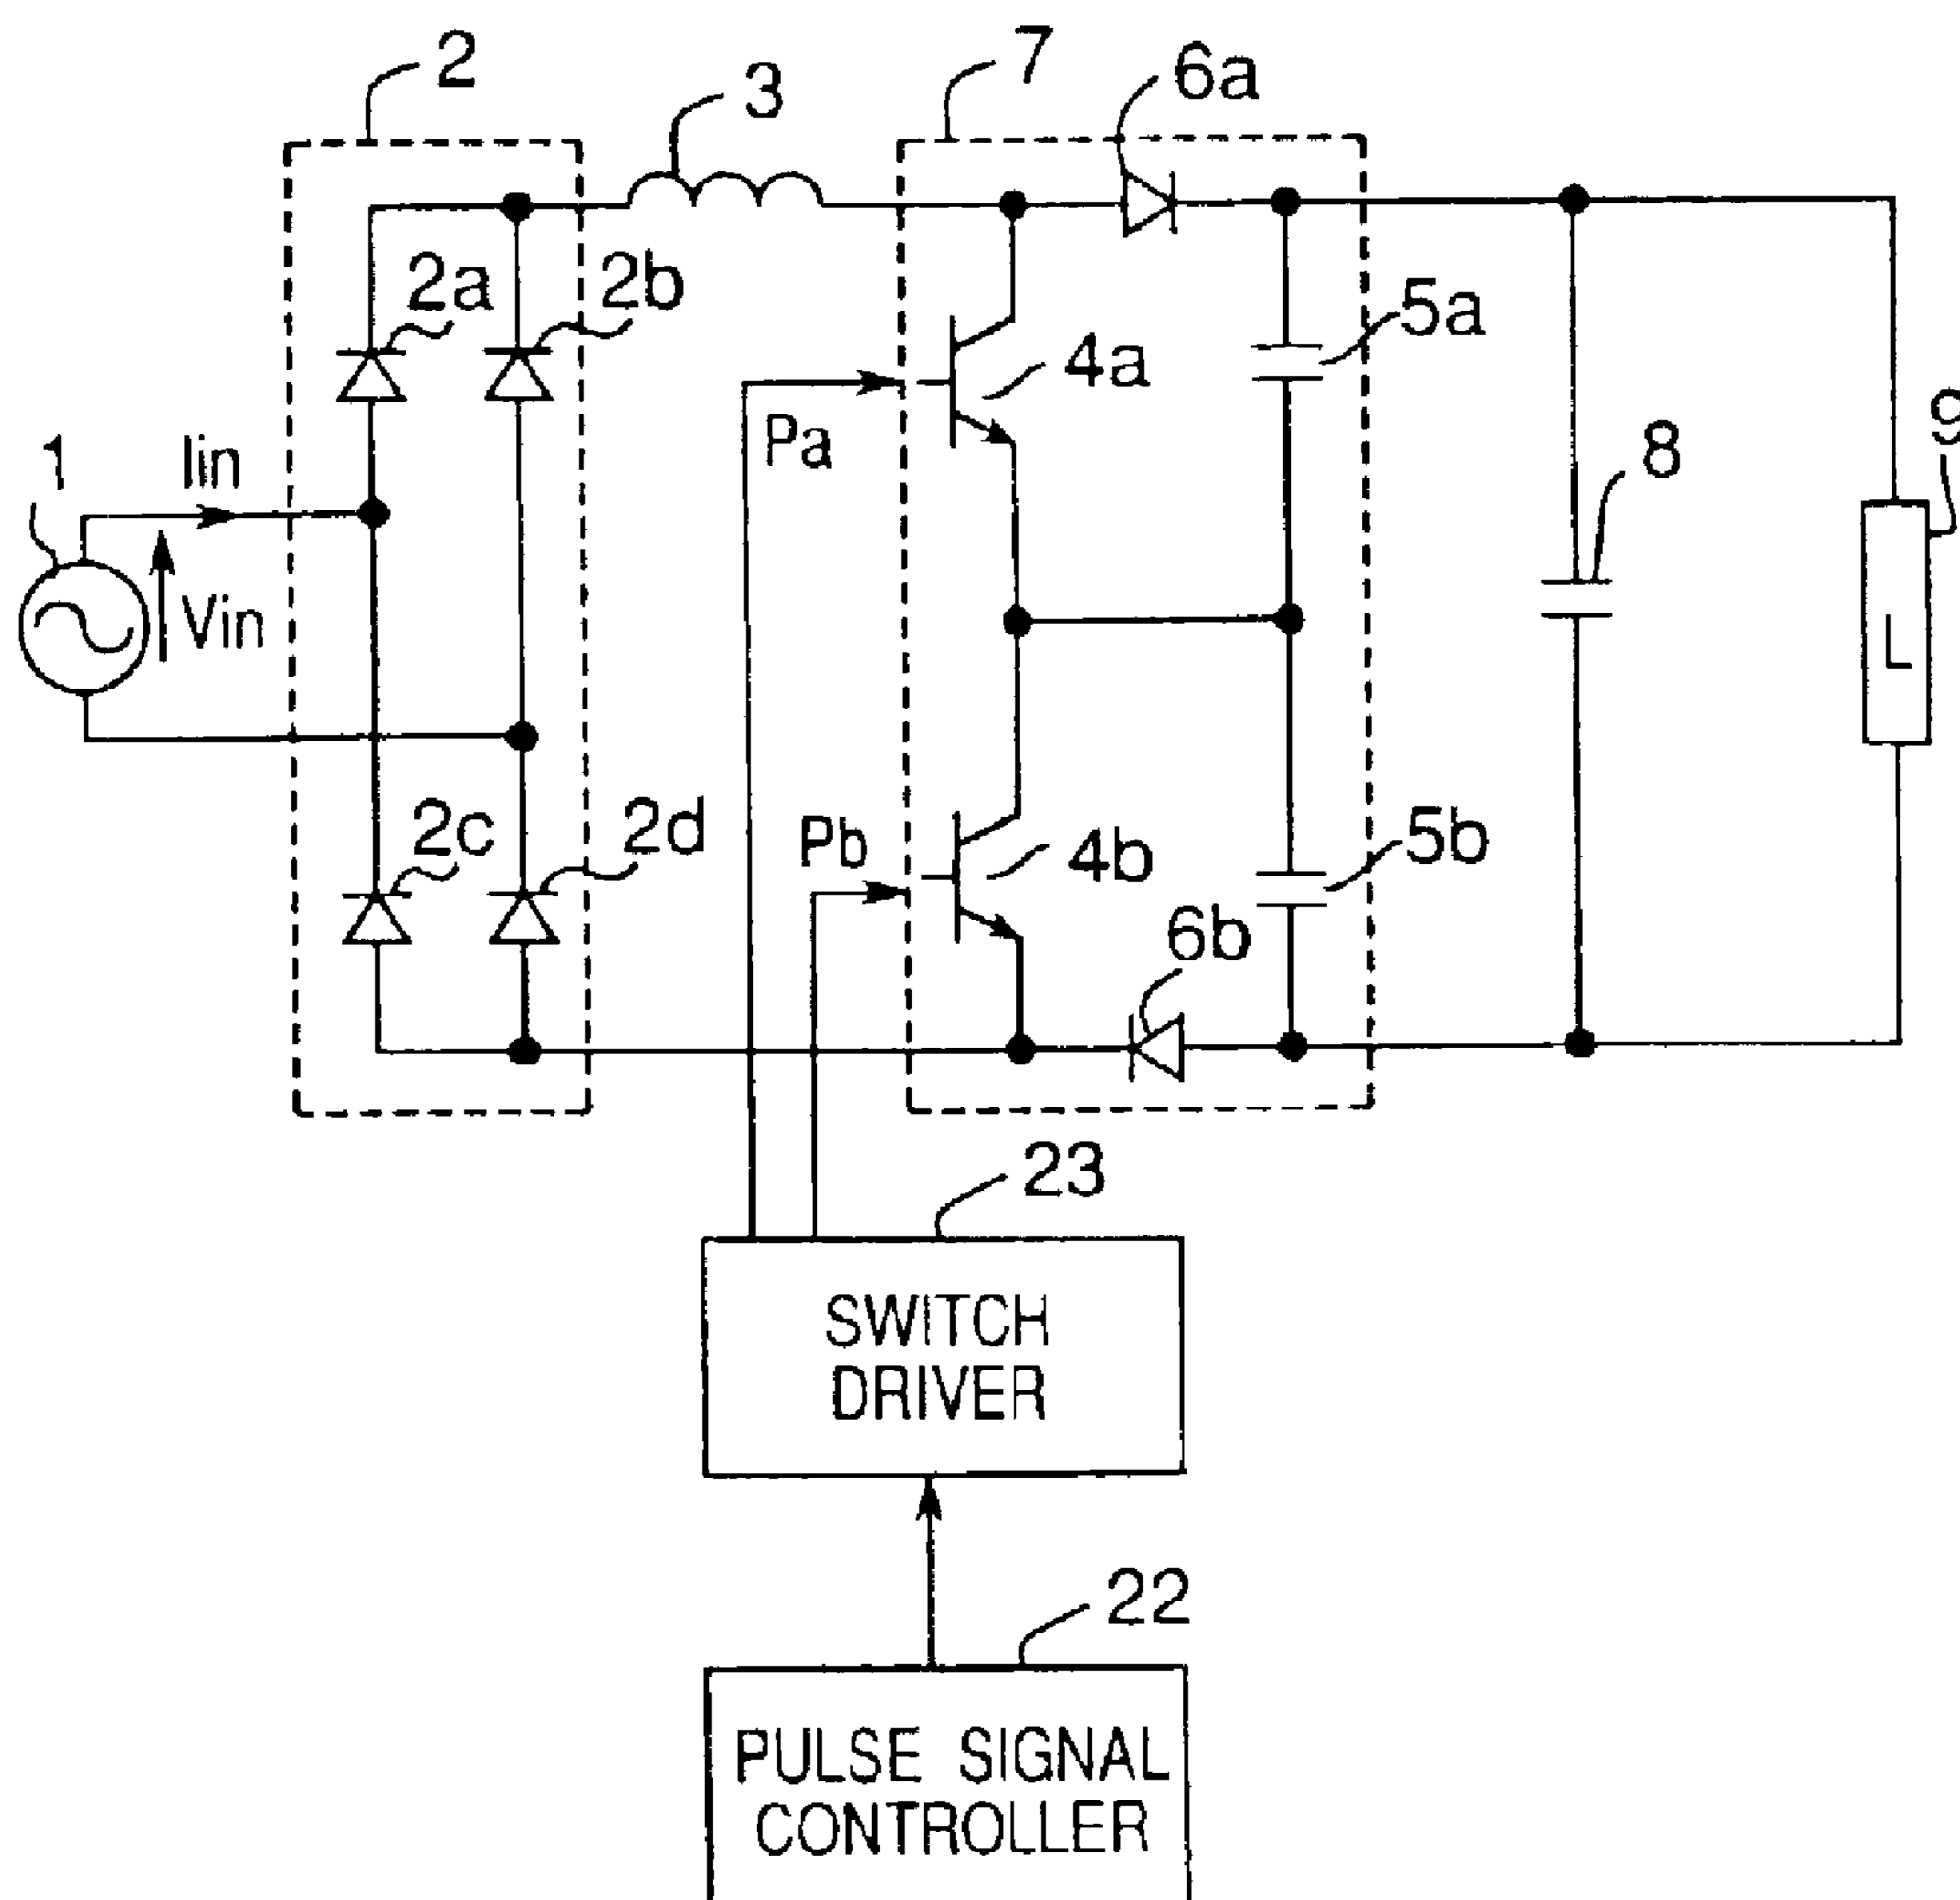 2
3
7
6a
2a
2b
5a
4a
Pa
1
Iin
8
9
Vin
L
2c
2d
Pb
4b
5b
6b
23
SWITCH
DRIVER
22
PULSE SIGNAL
CONTROLLER